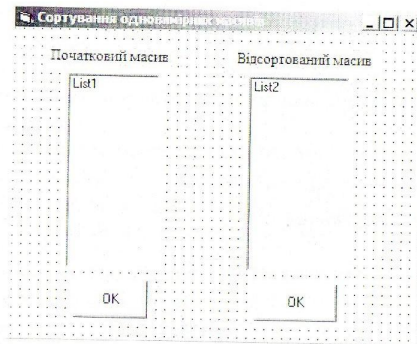 Сортування одновимірних масивів
Початковий масив
Відсортований масив
List1
List2
OK
OK